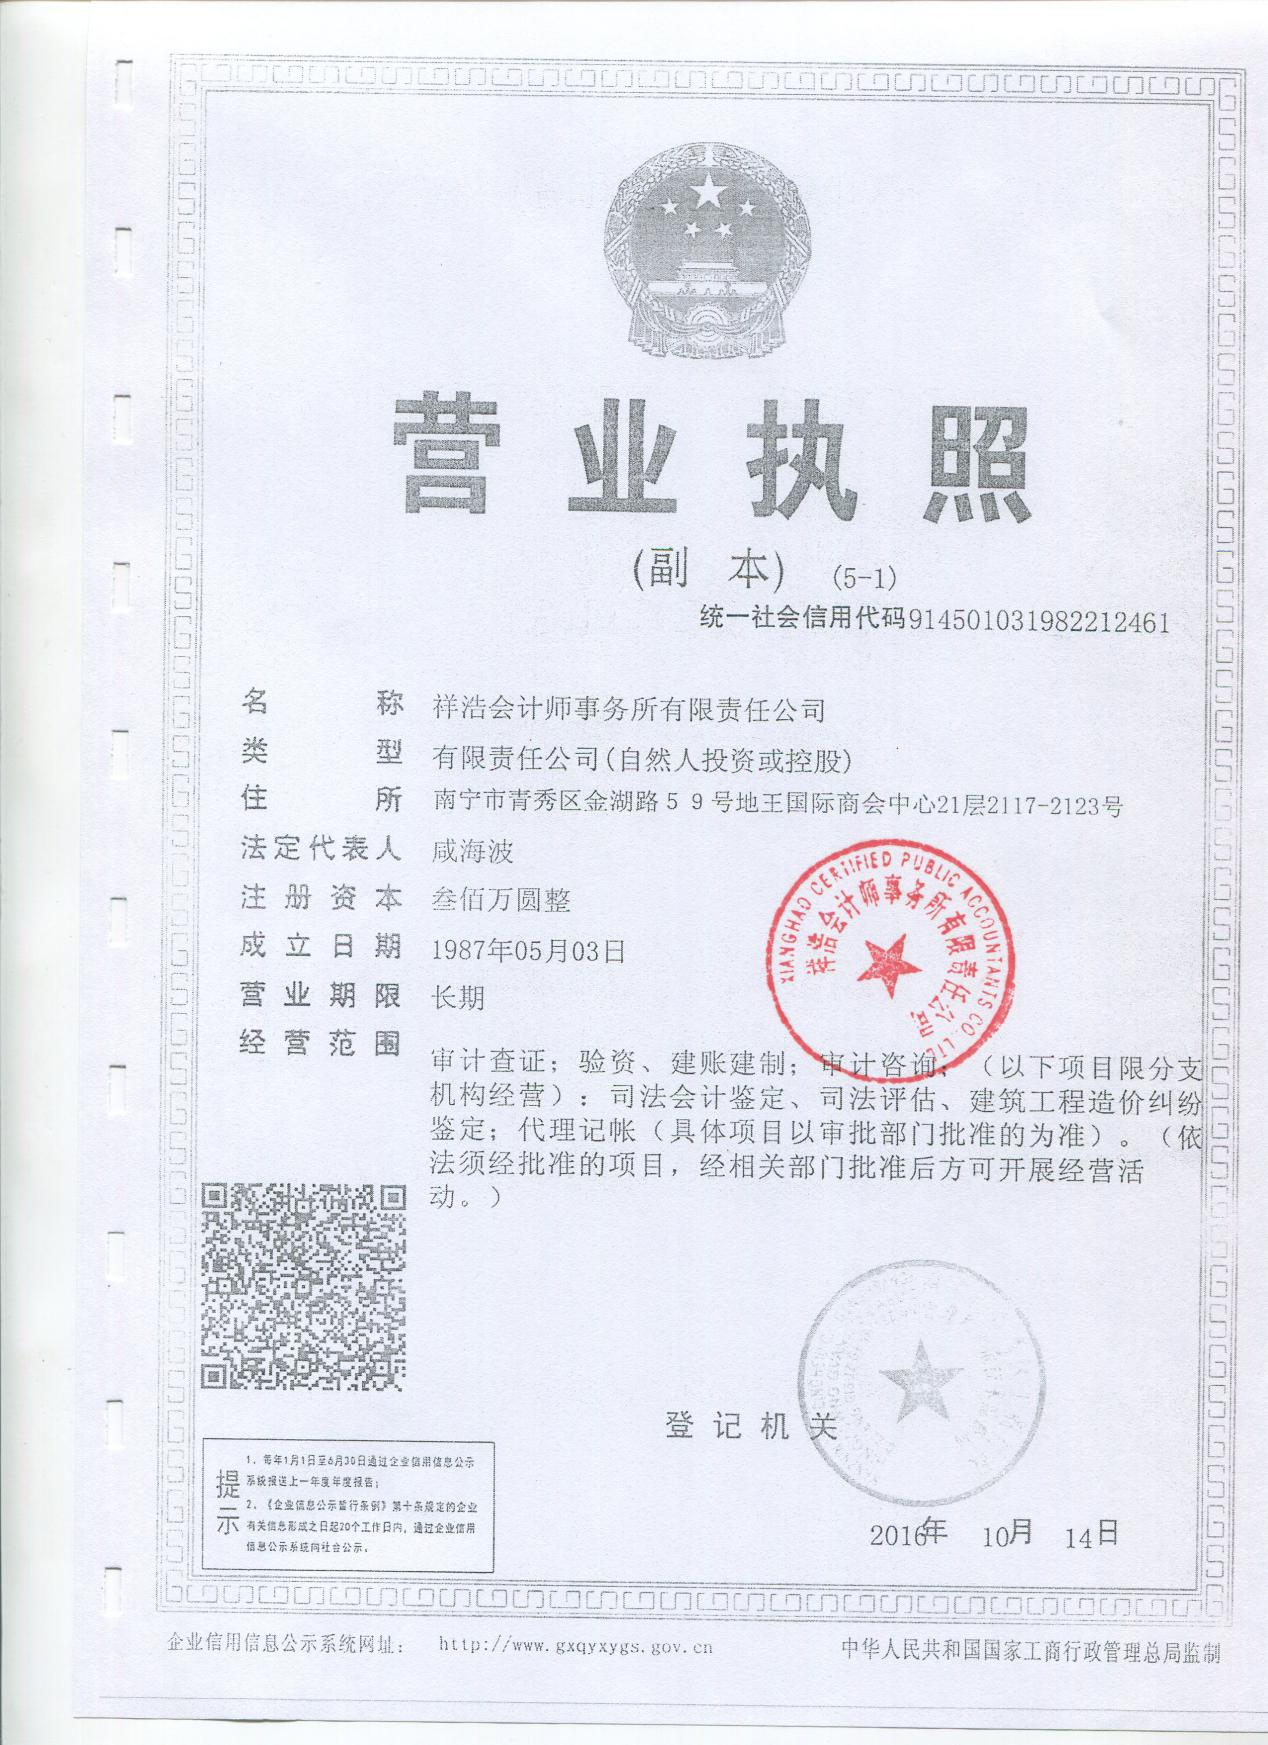 营业执照
(副 本) (5-1)
统一社会信用代码914501031982212461
名 称 祥浩会计师事务所有限责任公司
类 型 有限责任公司(自然人投资或控股)
住 所 南宁市青秀区金湖路59号地王国际商会中心21层2117-2123号
法定代表人 咸海波
注册资本 叁佰万圆整
成立日期 1987年05月03日
营业期限 长期
经营范围
审计查证；验资、建账建制；审计咨询；（以下项目限分支
机构经营）：司法会计鉴定、司法评估、建筑工程造价纠纷
鉴定；代理记帐（具体项目以审批部门批准的为准）。（依
法须经批准的项目，经相关部门批准后方可开展经营活
动。）
XIANGHAO CERTIFIED PUBLIC ACCOUNTANTS CO., LTD
祥浩会计师事务所有限责任公司
登记机关
2016年 10月 14日
提示
1、每年1月1日至6月30日通过企业信用信息公示
系统报送上一年度年度报告；
2、《企业信息公示暂行条例》第十条规定的企业
有关信息形成之日起20个工作日内，通过企业信用
信息公示系统向社会公示。
企业信用信息公示系统网址： http://www.gxqyxygs.gov.cn
中华人民共和国国家工商行政管理总局监制